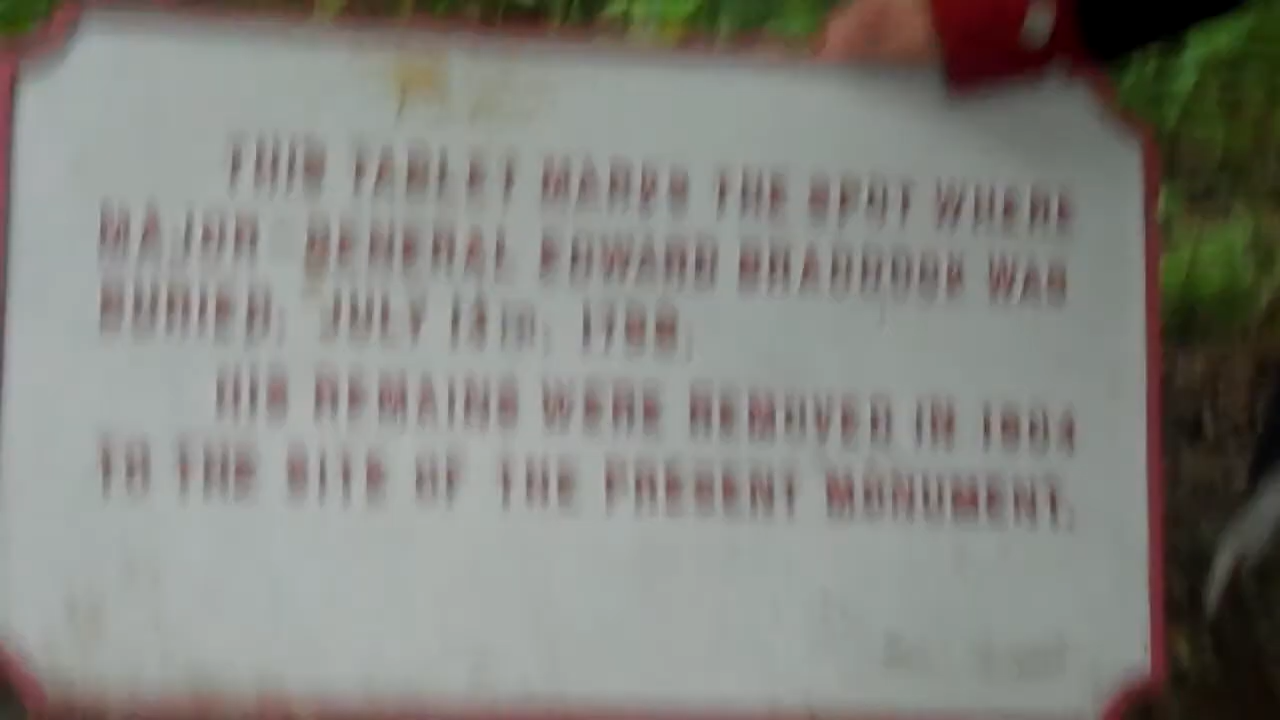 THIS TABLET MARKS THE SPOT WHERE
MAJOR GENERAL EDWARD BRADDOCK WAS
BURIED, JULY 14TH, 1755.
HIS REMAINS WERE REMOVED IN 1804
TO THE SITE OF THE PRESENT MONUMENT.